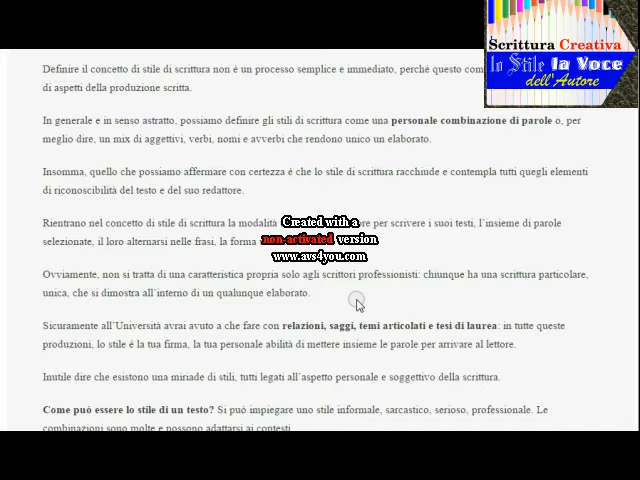 Scrittura Creativa
lo Stile la Voce
dell'Autore
Definire il concetto di stile di scrittura non è un processo semplice e immediato, perché questo com
di aspetti della produzione scritta.
In generale e in senso astratto, possiamo definire gli stili di scrittura come una personale combinazione di parole o, per
meglio dire, un mix di aggettivi, verbi, nomi e avverbi che rendono unico un elaborato.
Insomma, quello che possiamo affermare con certezza è che lo stile di scrittura racchiude e contempla tutti quegli elementi
di riconoscibilità del testo e del suo redattore.
Rientrano nel concetto di stile di scrittura la modalità ore per scrivere i suoi testi, l'insieme di parole
selezionate, il loro alternarsi nelle frasi, la forma
Created with a
non-activated version
www.avs4you.com
Ovviamente, non si tratta di una caratteristica propria solo agli scrittori professionisti: chiunque ha una scrittura particolare,
unica, che si dimostra all'interno di un qualunque elaborato.
Sicuramente all'Università avrai avuto a che fare con relazioni, saggi, temi articolati e tesi di laurea: in tutte queste
produzioni, lo stile è la tua firma, la tua personale abilità di mettere insieme le parole per arrivare al lettore.
Inutile dire che esistono una miriade di stili, tutti legati all'aspetto personale e soggettivo della scrittura.
Come può essere lo stile di un testo? Si può impiegare uno stile informale, sarcastico, serioso, professionale. Le
combinazioni sono molte e possono adattarsi ai contesti